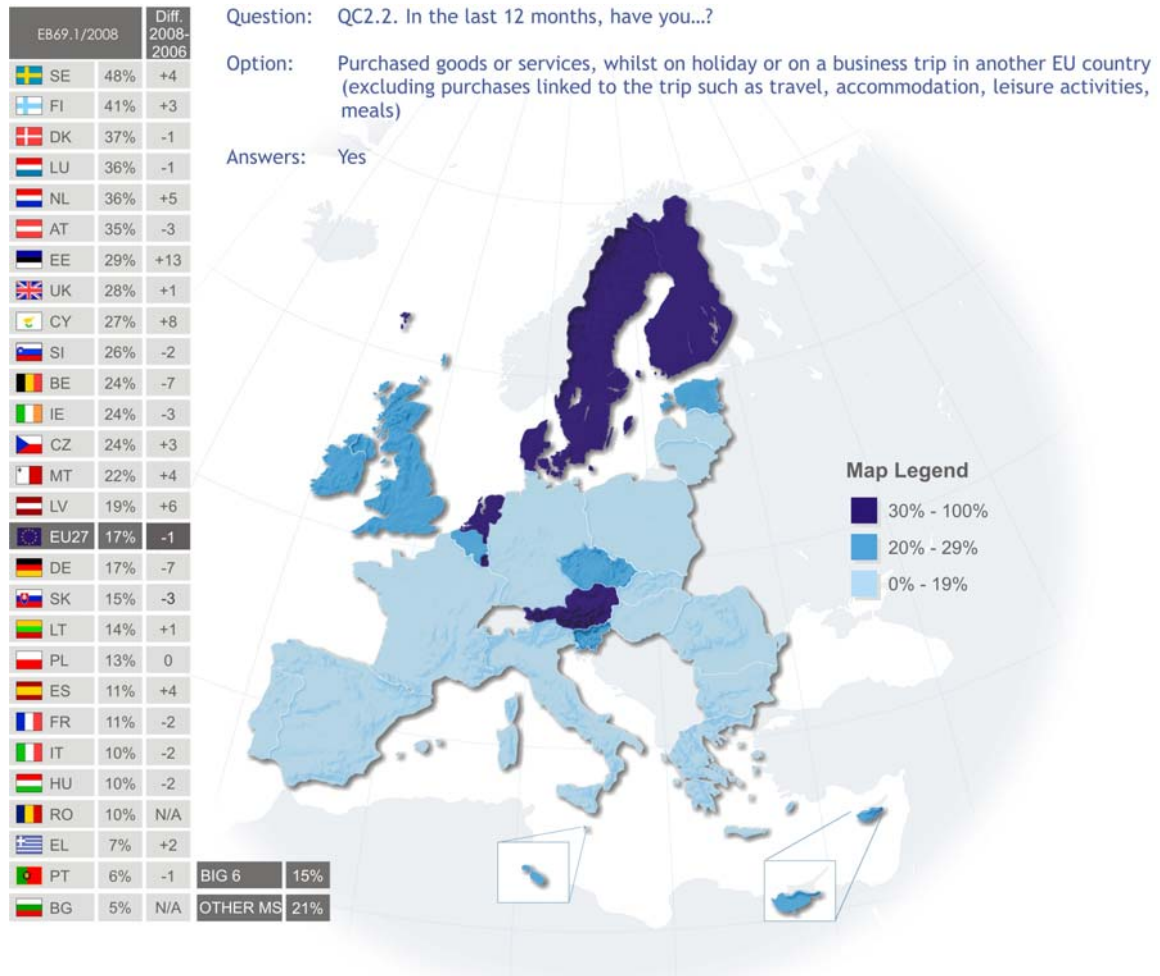 EB69.1/2008
Diff.
2008-
2006
SE 48% +4
FI 41% +3
DK 37% -1
LU 36% -1
NL 36% +5
AT 35% -3
EE 29% +13
UK 28% +1
CY 27% +8
SI 26% -2
BE 24% -7
IE 24% -3
CZ 24% +3
MT 22% +4
LV 19% +6
EU27 17% -1
DE 17% -7
SK 15% -3
LT 14% +1
PL 13% 0
ES 11% +4
FR 11% -2
IT 10% -2
HU 10% -2
RO 10% N/A
EL 7% +2
PT 6% -1
BG 5% N/A
BIG 6 15%
OTHER MS 21%
Question: QC2.2. In the last 12 months, have you…?
Option: Purchased goods or services, whilst on holiday or on a business trip in another EU country
(excluding purchases linked to the trip such as travel, accommodation, leisure activities,
meals)
Answers: Yes
Map Legend
30% - 100%
20% - 29%
0% - 19%